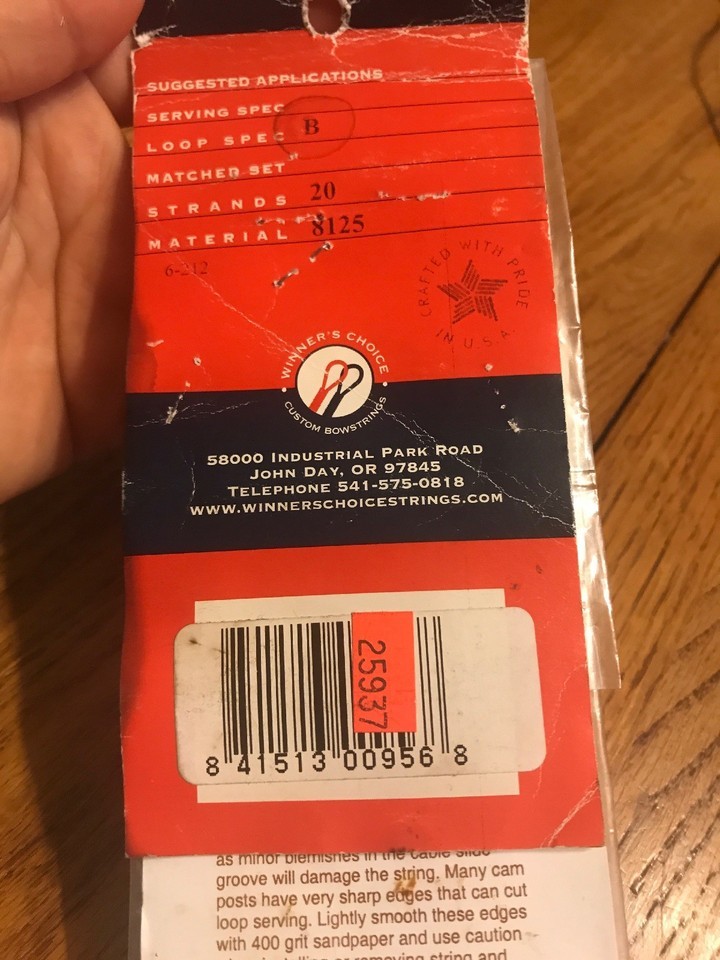 SUGGESTED APPLICATIONS
SERVING SPEC
LOOP SPEC B
MATCHED SET
STRANDS 20
MATERIAL 8125
6-212
CRAFTED WITH PRIDE
IN U.S.A.
WINNER'S CHOICE
CUSTOM BOWSTRINGS
58000 INDUSTRIAL PARK ROAD
JOHN DAY, OR 97845
TELEPHONE 541-575-0818
WWW.WINNERSCHOICESTRINGS.COM
25937
8 41513 00956 8
as minor blemishes in the cable slide
groove will damage the string. Many cam
posts have very sharp edges that can cut
loop serving. Lightly smooth these edges
with 400 grit sandpaper and use caution
or removing string and